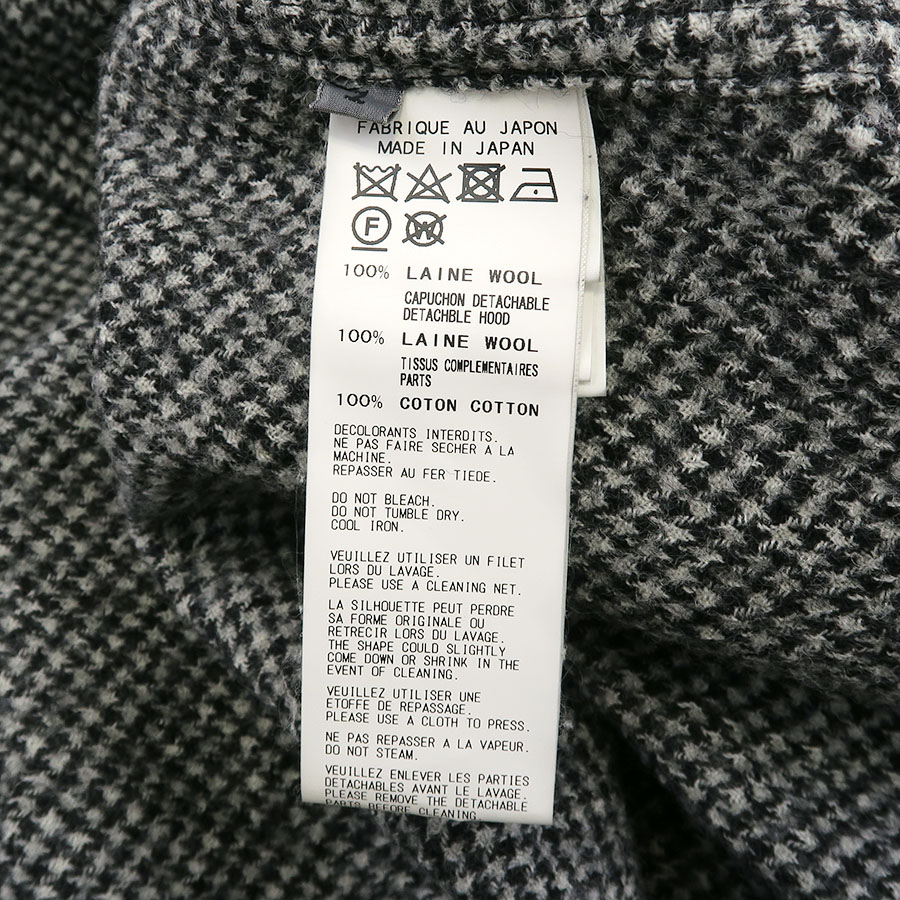 FABRIQUE AU JAPON
MADE IN JAPAN
F W
100% LAINE WOOL
CAPUCHON DETACHABLE
DETACHBLE HOOD
100% LAINE WOOL
TISSUS COMPLEMENTAIRES
PARTS
100% COTON COTTON
DECOLORANTS INTERDITS.
NE PAS FAIRE SECHER A LA
MACHINE.
REPASSER AU FER TIEDE.
DO NOT BLEACH.
DO NOT TUMBLE DRY.
COOL IRON.
VEUILLEZ UTILISER UN FILET
LORS DU LAVAGE.
PLEASE USE A CLEANING NET.
LA SILHOUETTE PEUT PERDRE
SA FORME ORIGINALE OU
RETRECIR LORS DU LAVAGE.
THE SHAPE COULD SLIGHTLY
COME DOWN OR SHRINK IN THE
EVENT OF CLEANING.
VEUILLEZ UTILISER UNE
ETOFFE DE REPASSAGE.
PLEASE USE A CLOTH TO PRESS.
NE PAS REPASSER A LA VAPEUR.
DO NOT STEAM.
VEUILLEZ ENLEVER LES PARTIES
DETACHABLES AVANT LE LAVAGE.
PLEASE REMOVE THE DETACHABLE
PARTS BEFORE CLEANING.